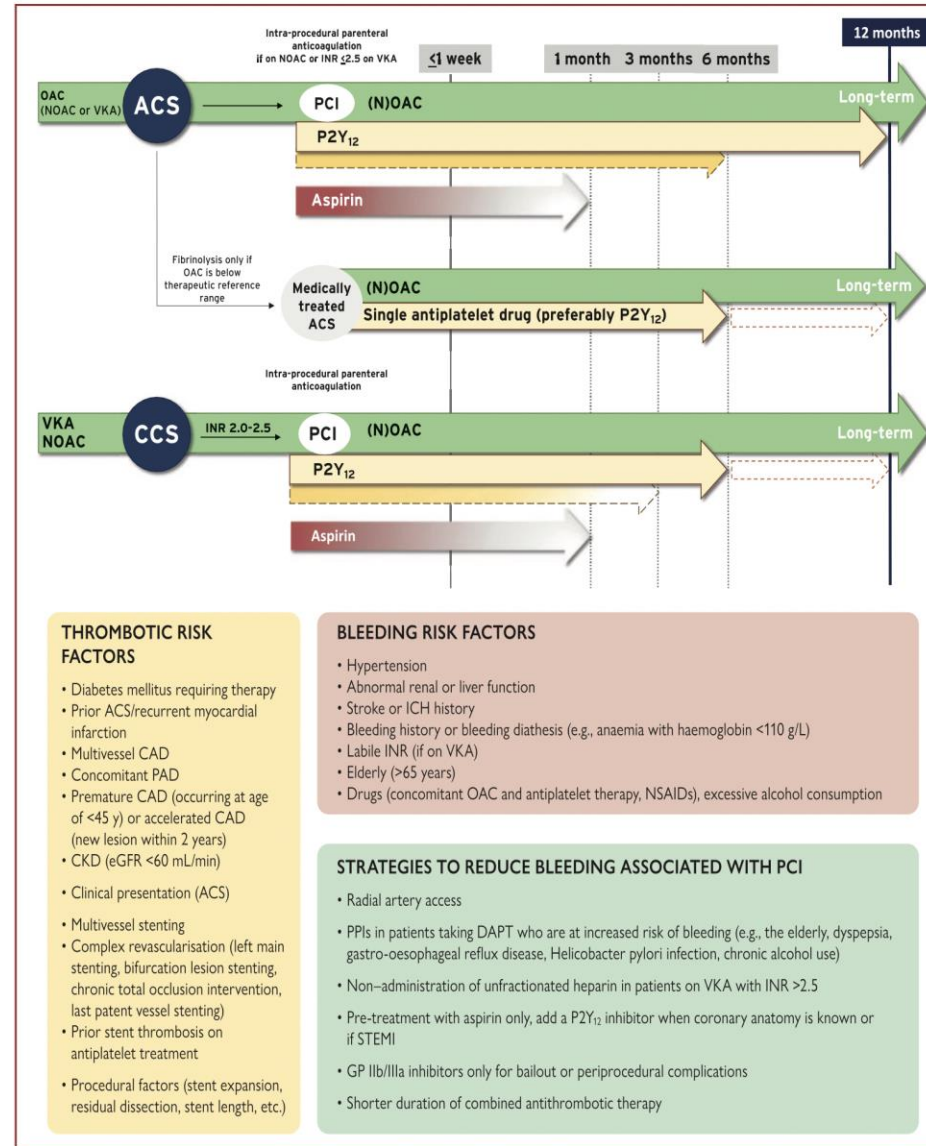 Intra-procedural parenteral
anticoagulation
if on NOAC or INR ≤2.5 on VKA
≤1 week
1 month
3 months
6 months
12 months
OAC
(NOAC or VKA)
ACS
PCI
(N)OAC
Long-term
P2Y12
Aspirin
Fibrinolysis only if
OAC is below
therapeutic reference
range
Medically
treated
ACS
(N)OAC
Long-term
Single antiplatelet drug (preferably P2Y12)
Intra-procedural parenteral
anticoagulation
VKA
NOAC
CCS
INR 2.0-2.5
PCI
(N)OAC
Long-term
P2Y12
Aspirin
THROMBOTIC RISK
FACTORS
• Diabetes mellitus requiring therapy
• Prior ACS/recurrent myocardial
infarction
• Multivessel CAD
• Concomitant PAD
• Premature CAD (occurring at age
of <45 y) or accelerated CAD
(new lesion within 2 years)
• CKD (eGFR <60 mL/min)
• Clinical presentation (ACS)
• Multivessel stenting
• Complex revascularisation (left main
stenting, bifurcation lesion stenting,
chronic total occlusion intervention,
last patent vessel stenting)
• Prior stent thrombosis on
antiplatelet treatment
• Procedural factors (stent expansion,
residual dissection, stent length, etc.)
BLEEDING RISK FACTORS
• Hypertension
• Abnormal renal or liver function
• Stroke or ICH history
• Bleeding history or bleeding diathesis (e.g., anaemia with haemoglobin <110 g/L)
• Labile INR (if on VKA)
• Elderly (>65 years)
• Drugs (concomitant OAC and antiplatelet therapy, NSAIDs), excessive alcohol consumption
STRATEGIES TO REDUCE BLEEDING ASSOCIATED WITH PCI
• Radial artery access
• PPIs in patients taking DAPT who are at increased risk of bleeding (e.g., the elderly, dyspepsia,
gastro-oesophageal reflux disease, Helicobacter pylori infection, chronic alcohol use)
• Non–administration of unfractionated heparin in patients on VKA with INR >2.5
• Pre-treatment with aspirin only, add a P2Y12 inhibitor when coronary anatomy is known or
if STEMI
• GP IIb/IIIa inhibitors only for bailout or periprocedural complications
• Shorter duration of combined antithrombotic therapy